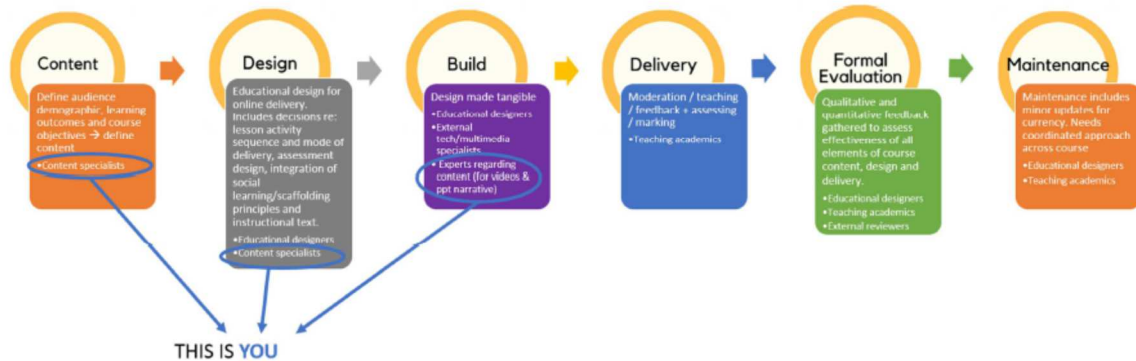 Content
Define audience
demographic, learning
outcomes and course
objectives → define
content
•Content specialists
Design
Educational design for
online delivery.
Includes decisions re:
lesson activity
sequence and mode of
delivery, assessment
design, integration of
social
learning/scaffolding
principles and
instructional text.
•Educational designers
•Content specialists
Build
Design made tangible
•Educational designers
•External
tech/multimedia
specialists
•Experts regarding
content (for videos &
ppt narrative)
Delivery
Moderation / teaching
/ feedback + assessing /
marking
•Teaching academics
Formal
Evaluation
Qualitative and
quantitative feedback
gathered to assess
effectiveness of all
elements of course
content, design and
delivery.
•Educational designers
•Teaching academics
•External reviewers
Maintenance
Maintenance includes
minor updates for
currency. Needs
coordinated approach
across course
•Educational designers
•Teaching academics
THIS IS YOU